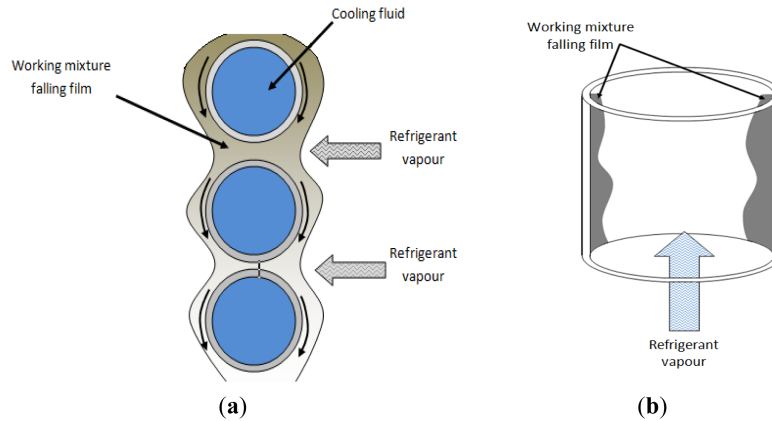 Cooling fluid
Working mixture
falling film
Refrigerant
vapour
Refrigerant
vapour
(a)
Working mixture
falling film
Refrigerant
vapour
(b)